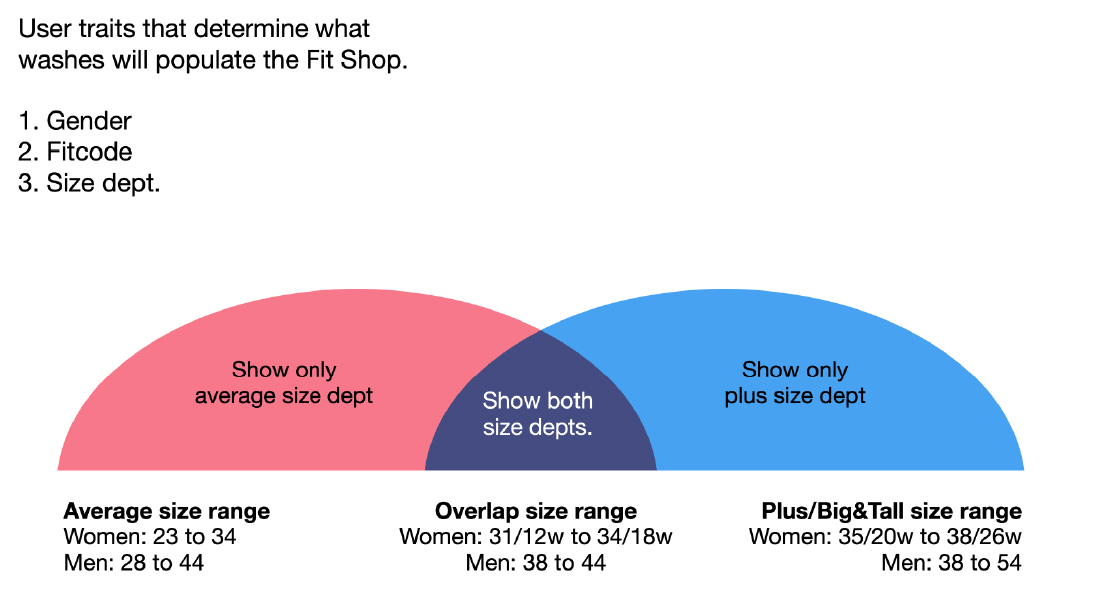 User traits that determine what
washes will populate the Fit Shop.
1. Gender
2. Fitcode
3. Size dept.
Show only
average size dept
Show both
size depts.
Show only
plus size dept
Average size range
Women: 23 to 34
Men: 28 to 44
Overlap size range
Women: 31/12w to 34/18w
Men: 38 to 44
Plus/Big&Tall size range
Women: 35/20w to 38/26w
Men: 38 to 54